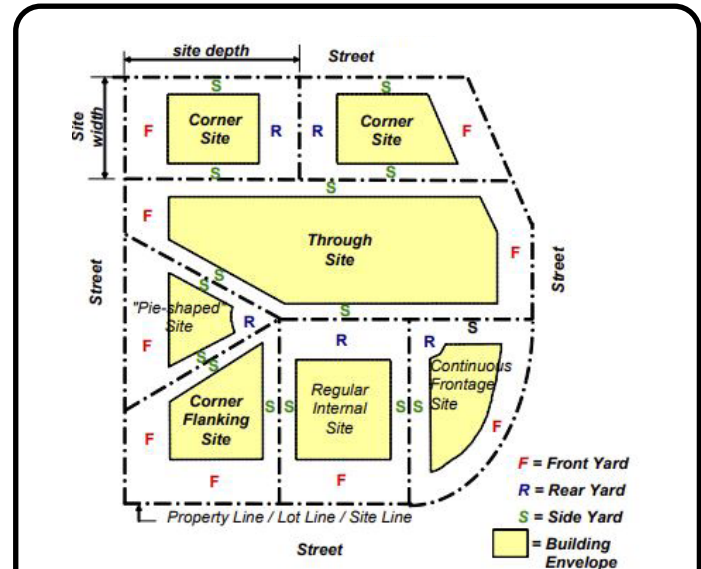 site depth
Street
Site
width
S
S
F
Corner
Site
R
R
Corner
Site
F
S
S
S
F
Through
Site
F
Street
Street
S
S
S
S
"Pie-shaped"
Site
R
R
R
F
S
S
Continuous
Frontage
Site
Corner
Flanking
Site
S
S
Regular
Internal
Site
S
S
F
F
F
F
F = Front Yard
R = Rear Yard
S = Side Yard
= Building
Envelope
Property Line / Lot Line / Site Line
Street